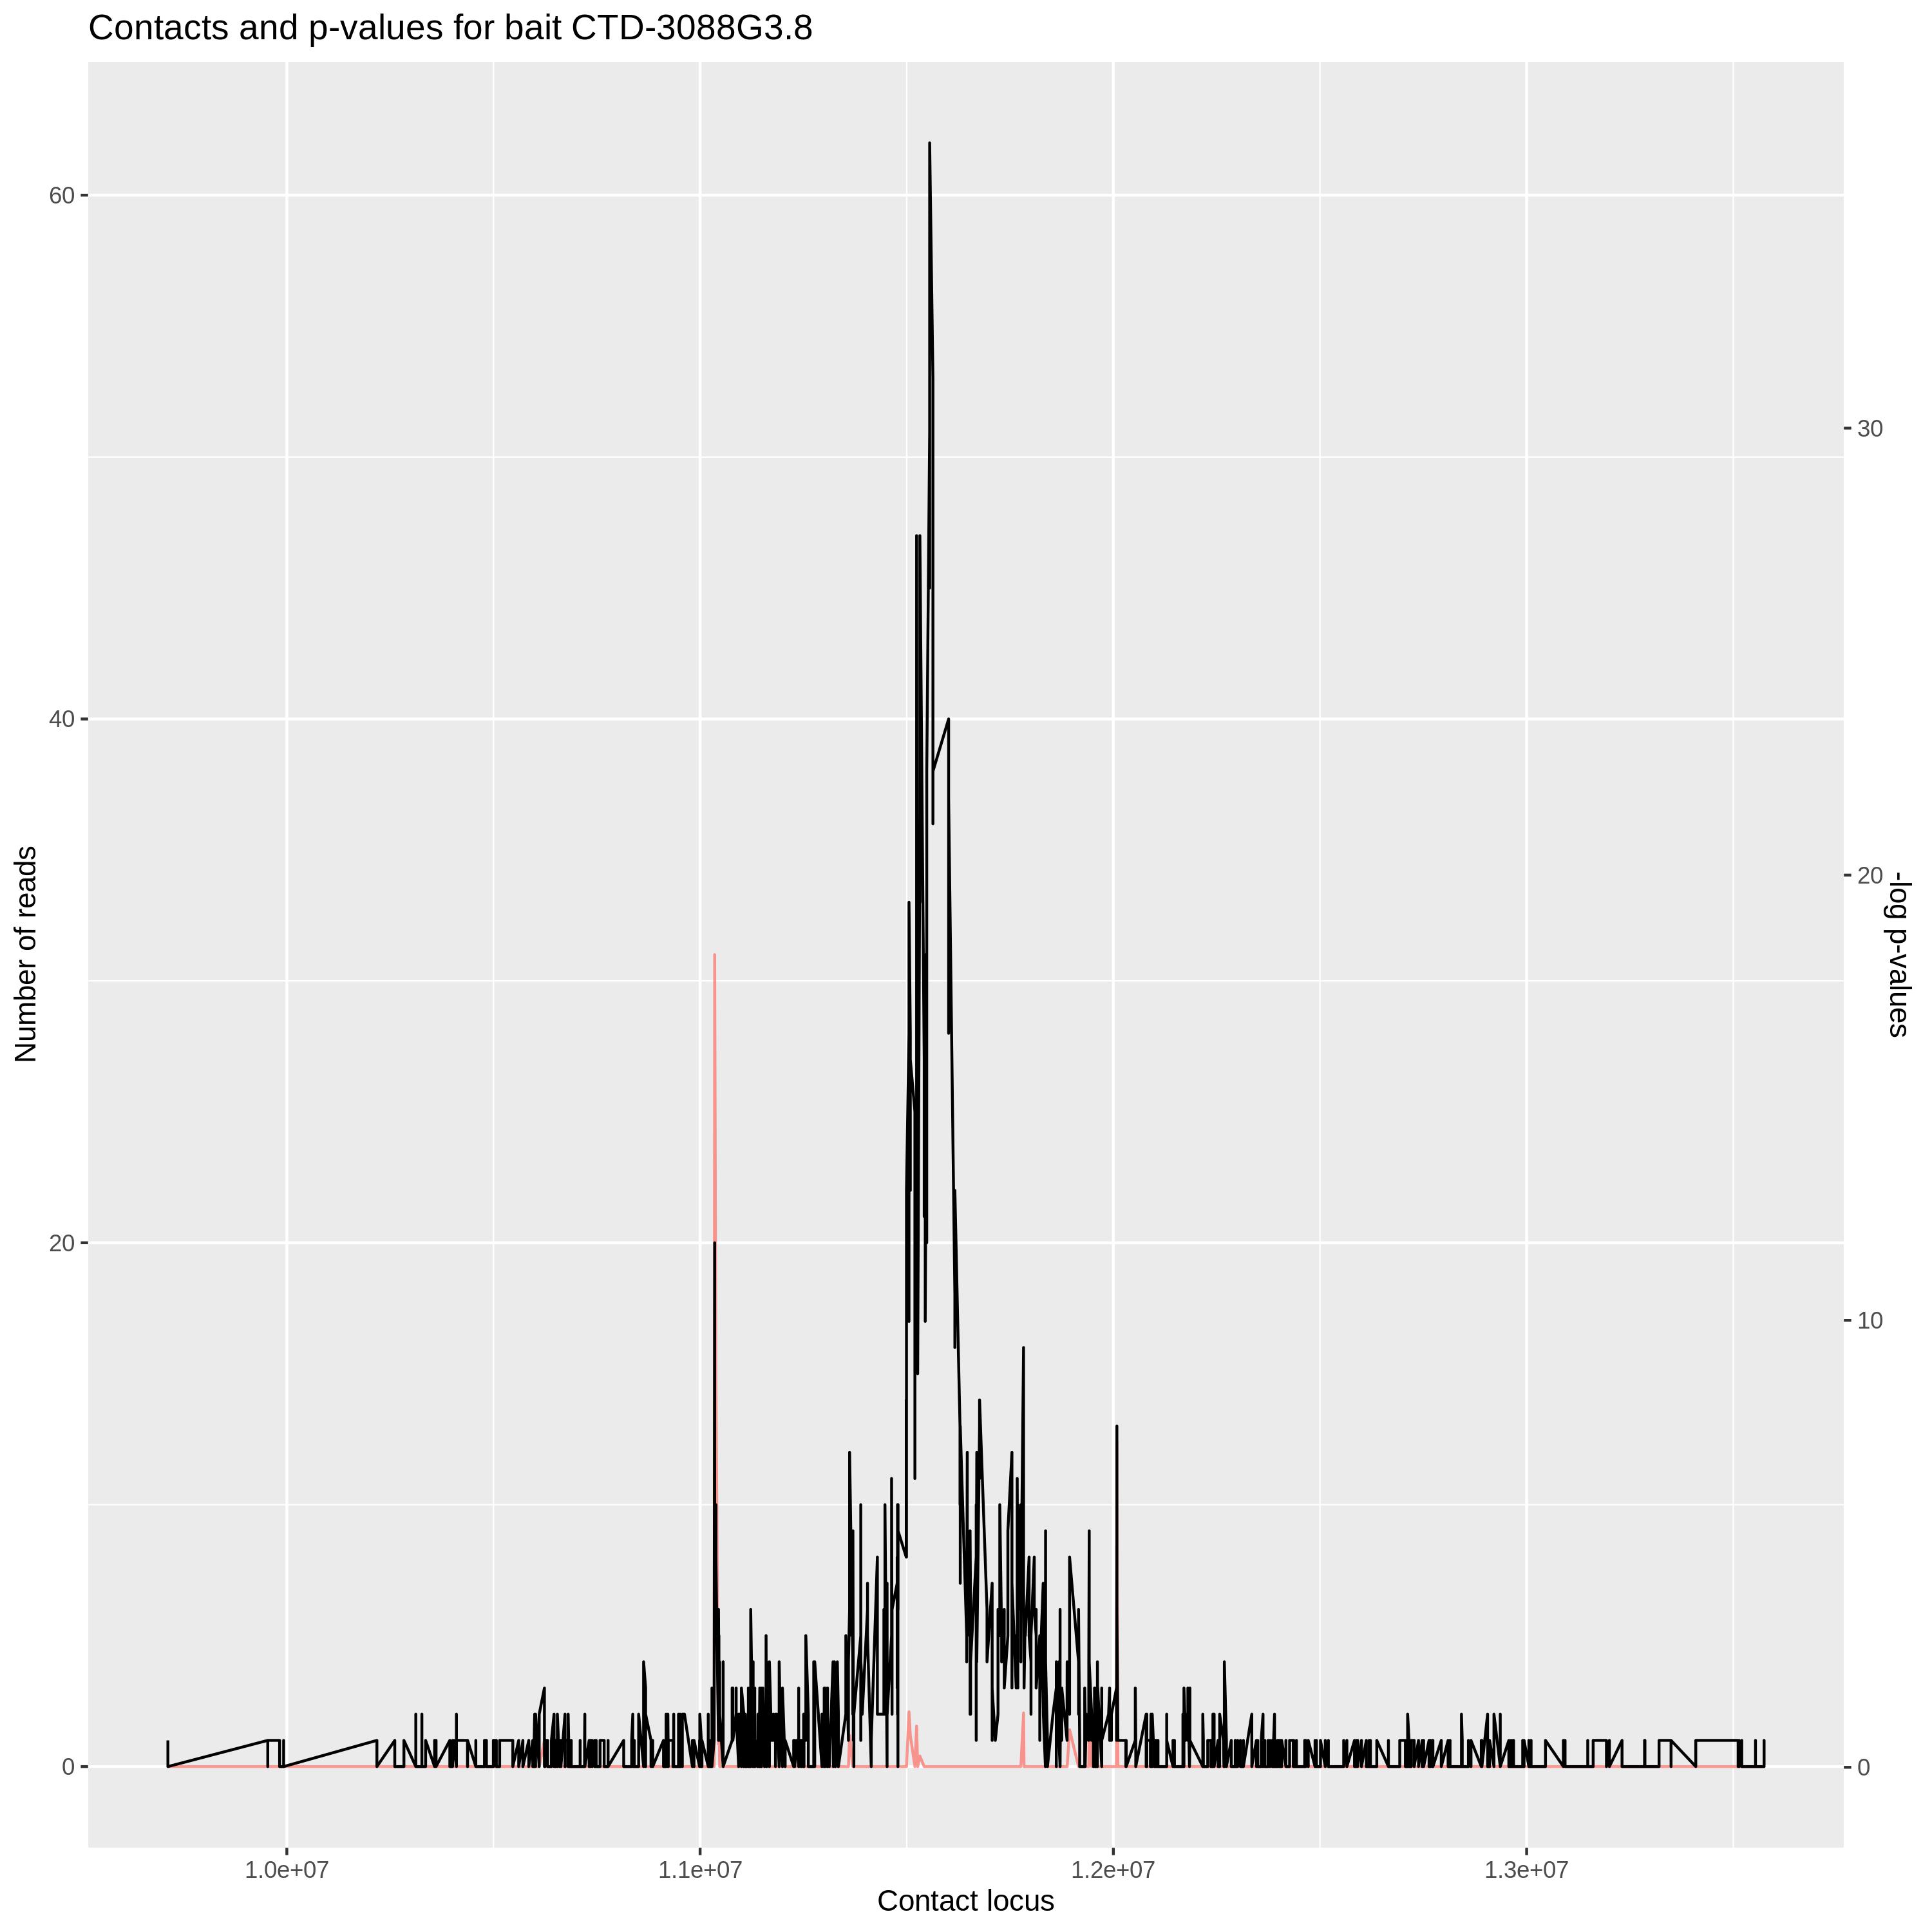 Contacts and p-values for bait CTD-3088G3.8
60
40
20
0
Number of reads
30
20
10
0
-log p-values
1.0e+07
1.1e+07
1.2e+07
1.3e+07
Contact locus